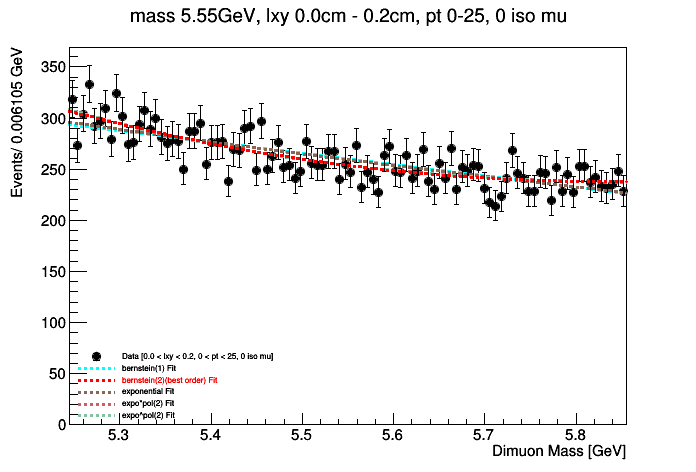 mass 5.55GeV, lxy 0.0cm - 0.2cm, pt 0-25, 0 iso mu
Events/ 0.006105 GeV
350
300
250
200
150
100
50
0
Data [0.0 < lxy < 0.2, 0 < pt < 25, 0 iso mu]
bernstein(1) Fit
bernstein(2)(best order) Fit
exponential Fit
expo*pol(2) Fit
expo^pol(2) Fit
5.3 5.4 5.5 5.6 5.7 5.8
Dimuon Mass [GeV]